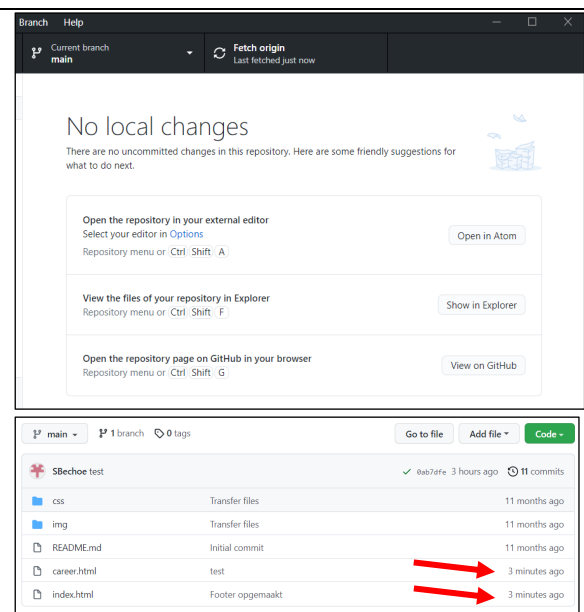 Branch Help
Current branch
main
Fetch origin
Last fetched just now
No local changes
There are no uncommitted changes in this repository. Here are some friendly suggestions for
what to do next.
Open the repository in your external editor
Select your editor in Options
Repository menu or Ctrl Shift A
Open in Atom
View the files of your repository in Explorer
Repository menu or Ctrl Shift F
Show in Explorer
Open the repository page on GitHub in your browser
Repository menu or Ctrl Shift G
View on GitHub
main 1 branch 0 tags Go to file Add file Code
SBechoe test 0ab7dfe 3 hours ago 11 commits
css Transfer files 11 months ago
img Transfer files 11 months ago
README.md Initial commit 11 months ago
career.html test 3 minutes ago
index.html Footer opgemaakt 3 minutes ago